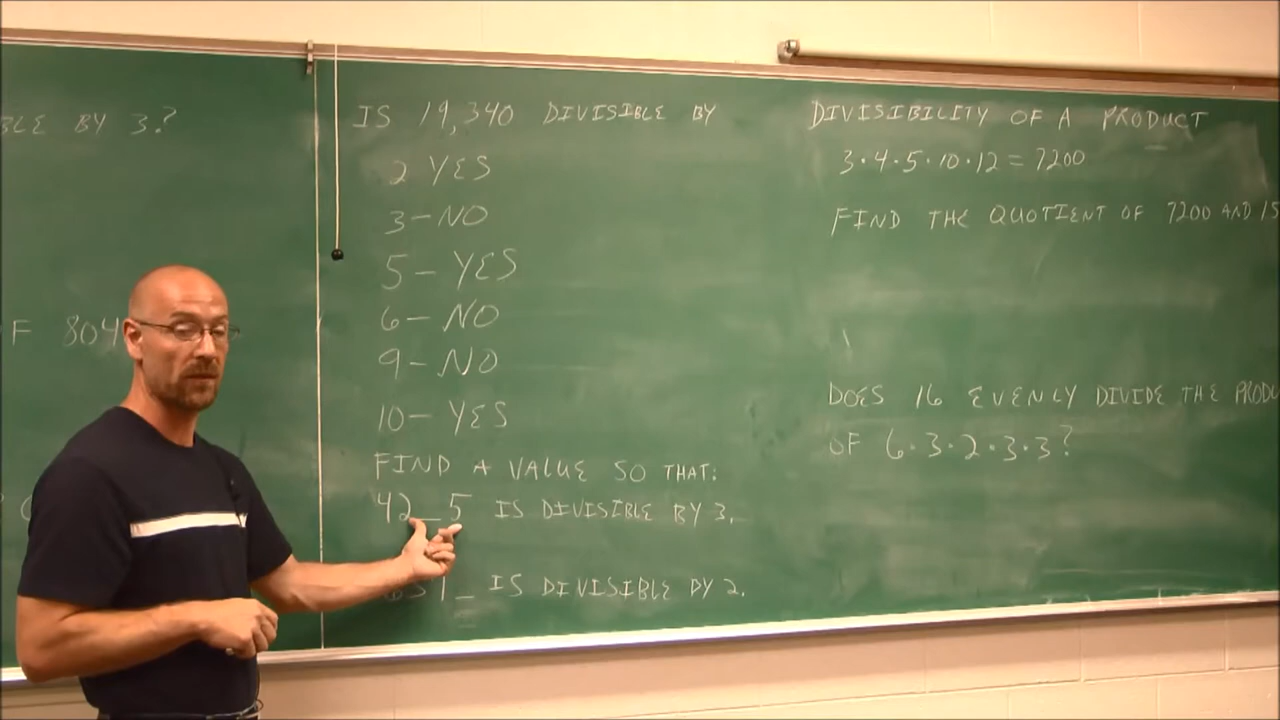 BLE BY 3.?
F 804
IS 19,340 DIVISIBLE BY
2 YES
3 - NO
5 - YES
6 - NO
9 - NO
10 - YES
FIND A VALUE SO THAT:
42_5 IS DIVISIBLE BY 3.
31_ IS DIVISIBLE BY 2.
DIVISIBILITY OF A PRODUCT
3·4·5·10·12 = 7200
FIND THE QUOTIENT OF 7200 AND 15
DOES 16 EVENLY DIVIDE THE PRODU
OF 6·3·2·3·3?